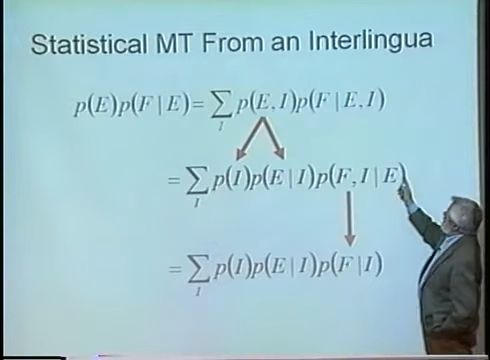 Statistical MT From an Interlingua
p(E)p(F | E) = ∑ p(E, I)p(F | E, I)
I
= ∑ p(I)p(E | I)p(F, I | E)
I
= ∑ p(I)p(E | I)p(F | I)
I